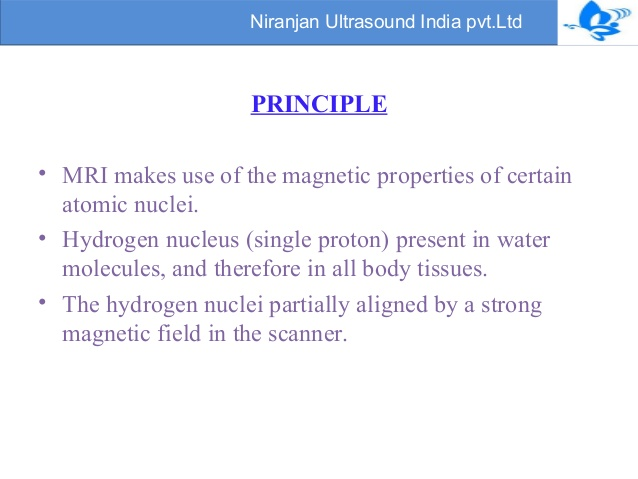 Niranjan Ultrasound India pvt.Ltd
PRINCIPLE
• MRI makes use of the magnetic properties of certain
atomic nuclei.
• Hydrogen nucleus (single proton) present in water
molecules, and therefore in all body tissues.
• The hydrogen nuclei partially aligned by a strong
magnetic field in the scanner.